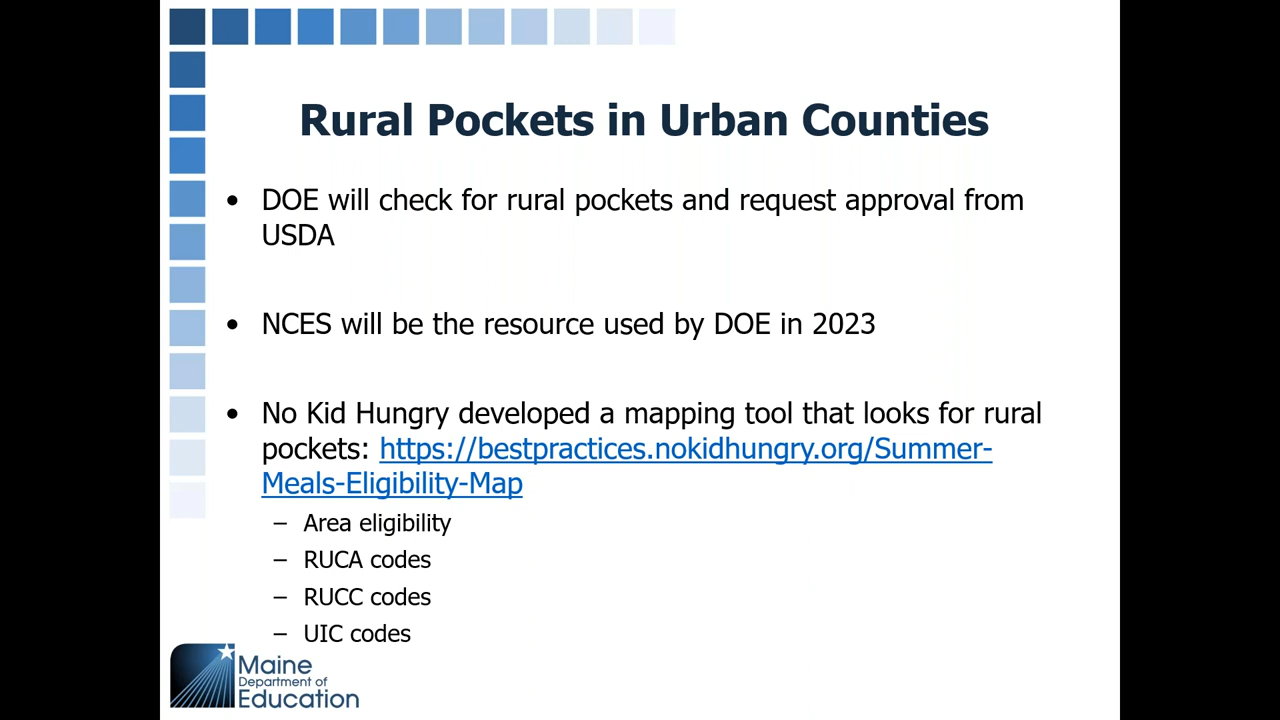 Rural Pockets in Urban Counties
• DOE will check for rural pockets and request approval from
USDA
• NCES will be the resource used by DOE in 2023
• No Kid Hungry developed a mapping tool that looks for rural
pockets: https://bestpractices.nokidhungry.org/Summer-
Meals-Eligibility-Map
– Area eligibility
– RUCA codes
– RUCC codes
– UIC codes
Maine
Department of
Education